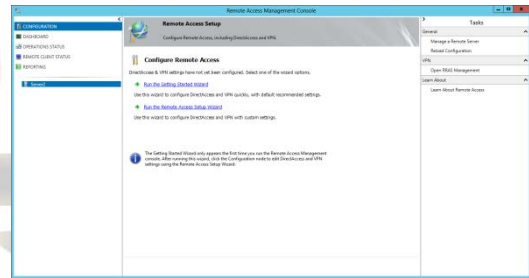 Remote Access Management Console
CONFIGURATION
DASHBOARD
OPERATIONS STATUS
REMOTE CLIENT STATUS
REPORTING
Server1
Remote Access Setup
Configure Remote Access, including DirectAccess and VPN.
Configure Remote Access
DirectAccess & VPN settings have not yet been configured. Select one of the wizard options.
Run the Getting Started Wizard
Use this wizard to configure DirectAccess and VPN quickly, with default recommended settings.
Run the Remote Access Setup Wizard
Use this wizard to configure DirectAccess and VPN with custom settings.
The Getting Started Wizard only appears the first time you run the Remote Access Management
console. After running this wizard, click the Configuration node to edit DirectAccess and VPN
settings using the Remote Access Setup Wizard.
Tasks
General
Manage a Remote Server
Reload Configuration
VPN
Open RRAS Management
Learn About
Learn About Remote Access